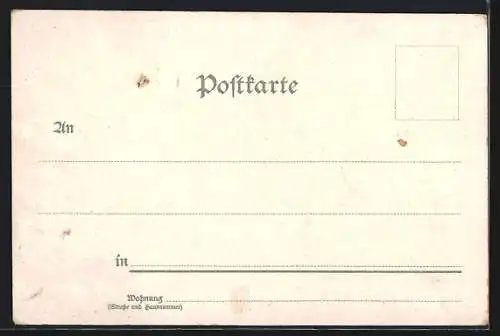 Postkarte
An
in
Wohnung
(Straße und Hausnummer)